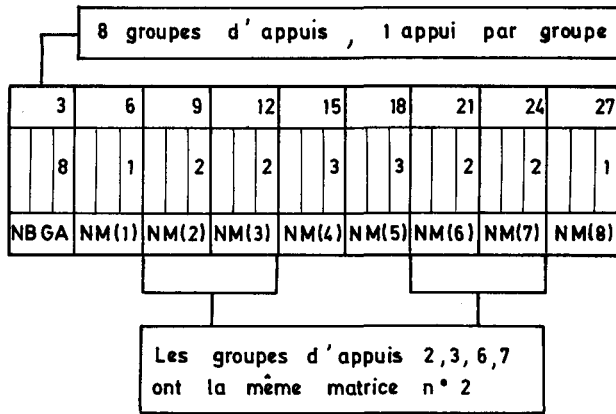 8 groupes d'appuis, 1 appui par groupe
3 6 9 12 15 18 21 24 27
8 1 2 2 3 3 2 2 1
NBGA NM(1) NM(2) NM(3) NM(4) NM(5) NM(6) NM(7) NM(8)
Les groupes d'appuis 2,3,6,7
ont la même matrice n° 2